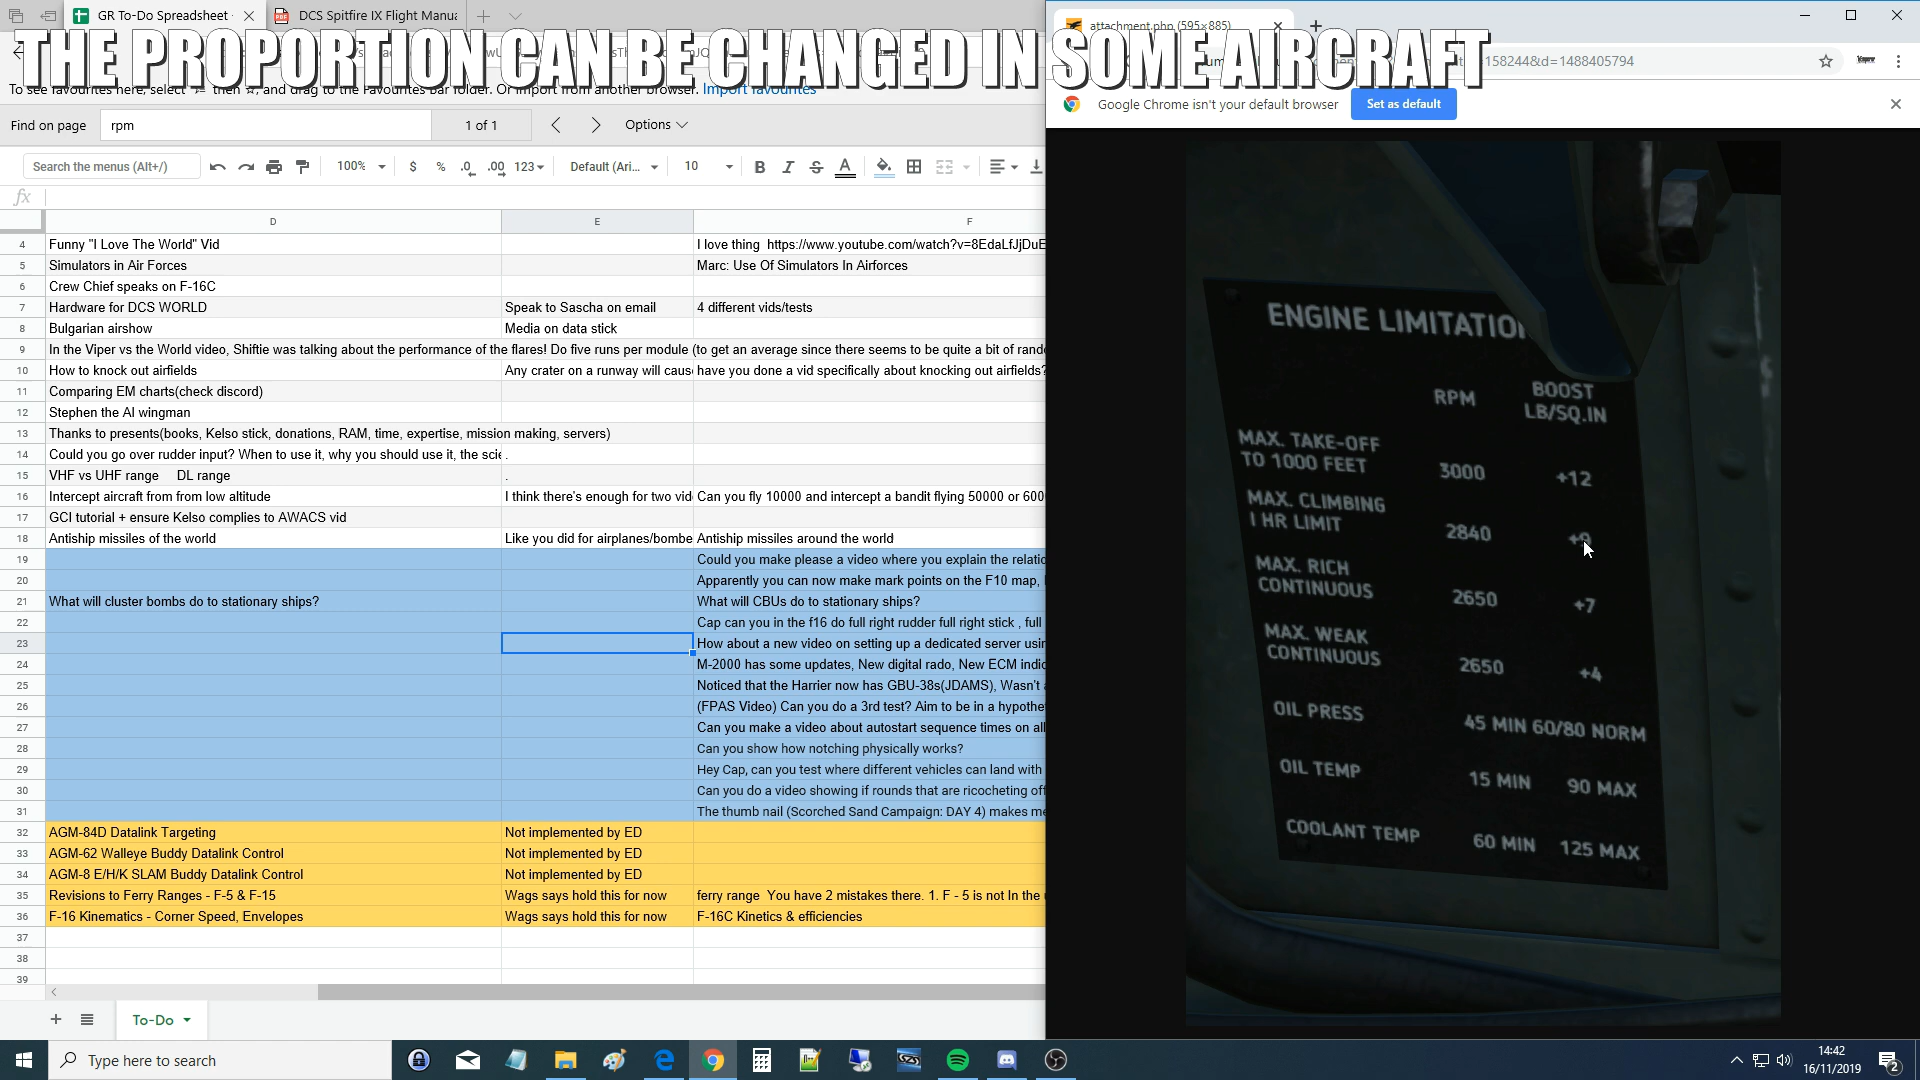 GR To-Do Spreadsheet
DCS Spitfire IX Flight Manua
attachment.php (595×885)
THE PROPORTION CAN BE CHANGED IN SOME AIRCRAFT
158244&d=1488405794
To see favourites here, select then and drag to the Favourites Bar folder. Or import from another browser. Import favourites
Google Chrome isn't your default browser
Set as default
Find on page
rpm
1 of 1
Options
Search the menus (Alt+/)
100%
$
%
.0
.00
123
Default (Ari...
10
B
I
S
A
fx
D
E
F
4 Funny "I Love The World" Vid I love thing https://www.youtube.com/watch?v=8EdaLfJjDuE
5 Simulators in Air Forces Marc: Use Of Simulators In Airforces
6 Crew Chief speaks on F-16C
7 Hardware for DCS WORLD Speak to Sascha on email 4 different vids/tests
8 Bulgarian airshow Media on data stick
9 In the Viper vs the World video, Shiftie was talking about the performance of the flares! Do five runs per module (to get an average since there seems to be quite a bit of rand
10 How to knock out airfields Any crater on a runway will caus have you done a vid specifically about knocking out airfields?
11 Comparing EM charts(check discord)
12 Stephen the AI wingman
13 Thanks to presents(books, Kelso stick, donations, RAM, time, expertise, mission making, servers)
14 Could you go over rudder input? When to use it, why you should use it, the scie .
15 VHF vs UHF range DL range .
16 Intercept aircraft from from low altitude I think there's enough for two vid Can you fly 10000 and intercept a bandit flying 50000 or 600
17 GCI tutorial + ensure Kelso complies to AWACS vid
18 Antiship missiles of the world Like you did for airplanes/bombe Antiship missiles around the world
19 Could you make please a video where you explain the relatio
20 Apparently you can now make mark points on the F10 map,
21 What will cluster bombs do to stationary ships? What will CBUs do to stationary ships?
22 Cap can you in the f16 do full right rudder full right stick , full
23 How about a new video on setting up a dedicated server usin
24 M-2000 has some updates, New digital rado, New ECM indic
25 Noticed that the Harrier now has GBU-38s(JDAMS), Wasn't a
26 (FPAS Video) Can you do a 3rd test? Aim to be in a hypothet
27 Can you make a video about autostart sequence times on all
28 Can you show how notching physically works?
29 Hey Cap, can you test where different vehicles can land with
30 Can you do a video showing if rounds that are ricocheting off
31 The thumb nail (Scorched Sand Campaign: DAY 4) makes me
32 AGM-84D Datalink Targeting Not implemented by ED
33 AGM-62 Walleye Buddy Datalink Control Not implemented by ED
34 AGM-8 E/H/K SLAM Buddy Datalink Control Not implemented by ED
35 Revisions to Ferry Ranges - F-5 & F-15 Wags says hold this for now ferry range You have 2 mistakes there. 1. F - 5 is not In the
36 F-16 Kinematics - Corner Speed, Envelopes Wags says hold this for now F-16C Kinetics & efficiencies
37
38
39
To-Do
ENGINE LIMITATION
RPM BOOST
LB/SQ.IN
MAX. TAKE-OFF
TO 1000 FEET 3000 +12
MAX. CLIMBING
1 HR LIMIT 2840 +9
MAX. RICH
CONTINUOUS 2650 +7
MAX. WEAK
CONTINUOUS 2650 +4
OIL PRESS 45 MIN 60/80 NORM
OIL TEMP 15 MIN 90 MAX
COOLANT TEMP 60 MIN 125 MAX
Type here to search
14:42
16/11/2019
2